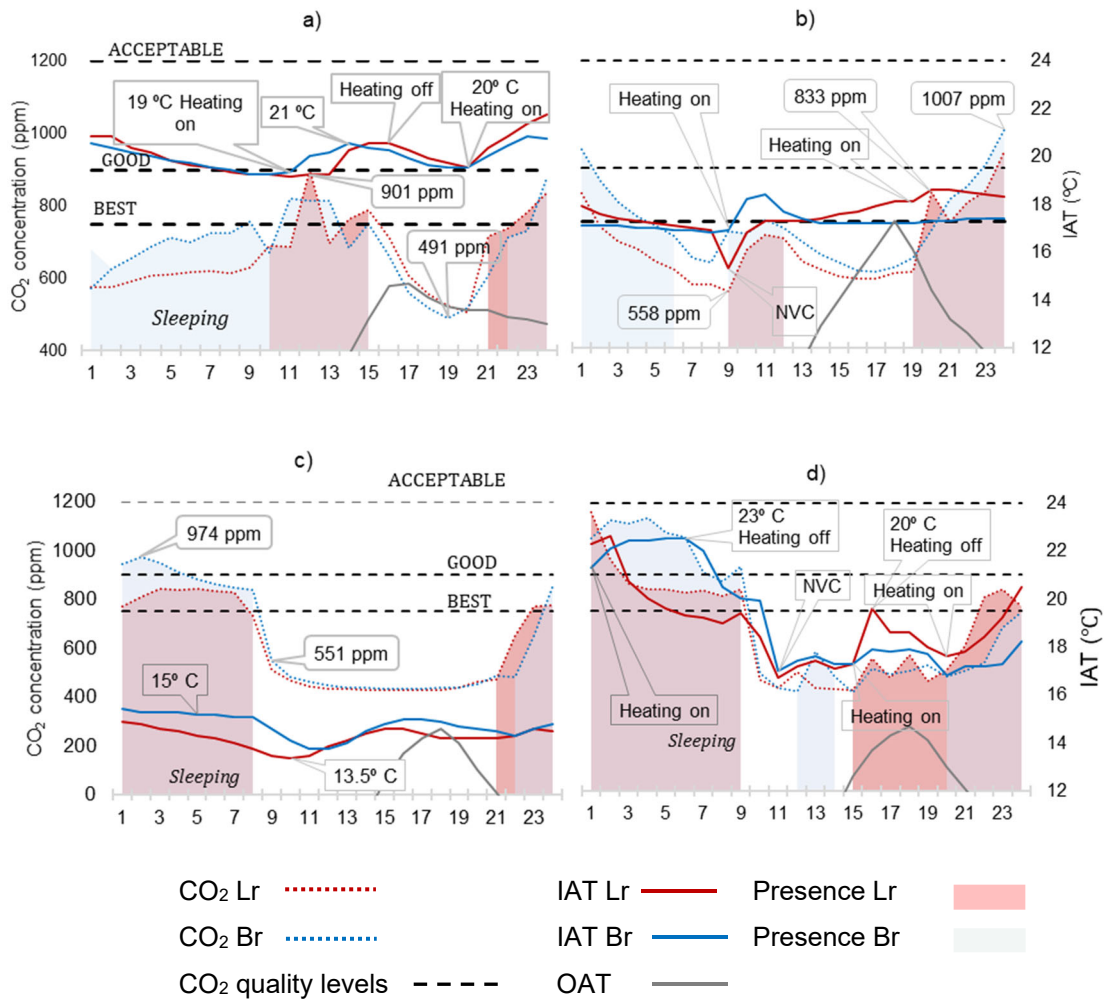 a)
b)
ACCEPTABLE
1200
1000
800
600
400
CO2 concentration (ppm)
19 ºC Heating
on
21 ºC
Heating off
20º C
Heating on
GOOD
901 ppm
BEST
491 ppm
Sleeping
1 3 5 7 9 11 13 15 17 19 21 23
Heating on
833 ppm
1007 ppm
Heating on
558 ppm
NVC
24
22
20
18
16
14
12
IAT (ºC)
1 3 5 7 9 11 13 15 17 19 21 23
c)
d)
ACCEPTABLE
1200
1000
800
600
400
200
0
CO2 concentration (ppm)
974 ppm
GOOD
BEST
551 ppm
15º C
Sleeping
13.5º C
1 3 5 7 9 11 13 15 17 19 21 23
23º C
Heating off
20º C
Heating off
NVC
Heating on
Heating on
Heating on
Sleeping
24
22
20
18
16
14
12
IAT (°C)
1 3 5 7 9 11 13 15 17 19 21 23
CO2 Lr IAT Lr Presence Lr
CO2 Br IAT Br Presence Br
CO2 quality levels OAT